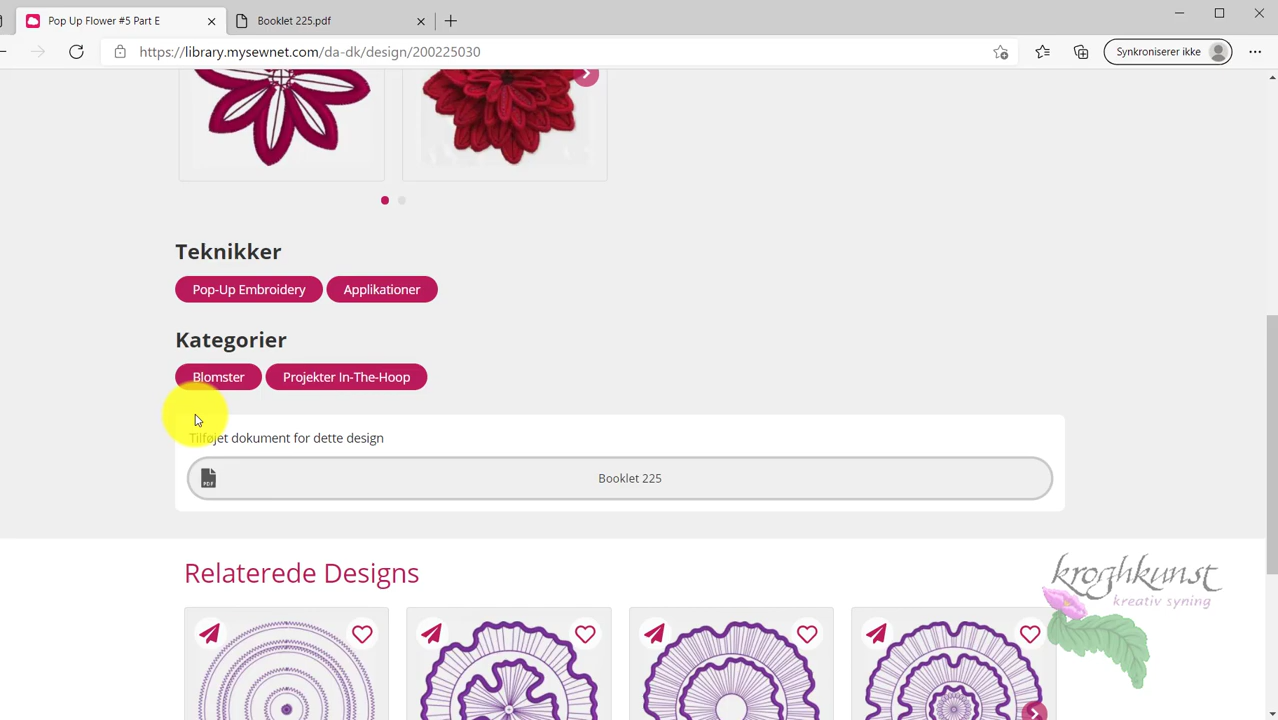 Pop Up Flower #5 Part E
Booklet 225.pdf
https://library.mysewnet.com/da-dk/design/200225030
Synkroniserer ikke
Teknikker
Pop-Up Embroidery
Applikationer
Kategorier
Blomster
Projekter In-The-Hoop
Tilføjet dokument for dette design
PDF
Booklet 225
Relaterede Designs
kroghkunst
kreativ syning